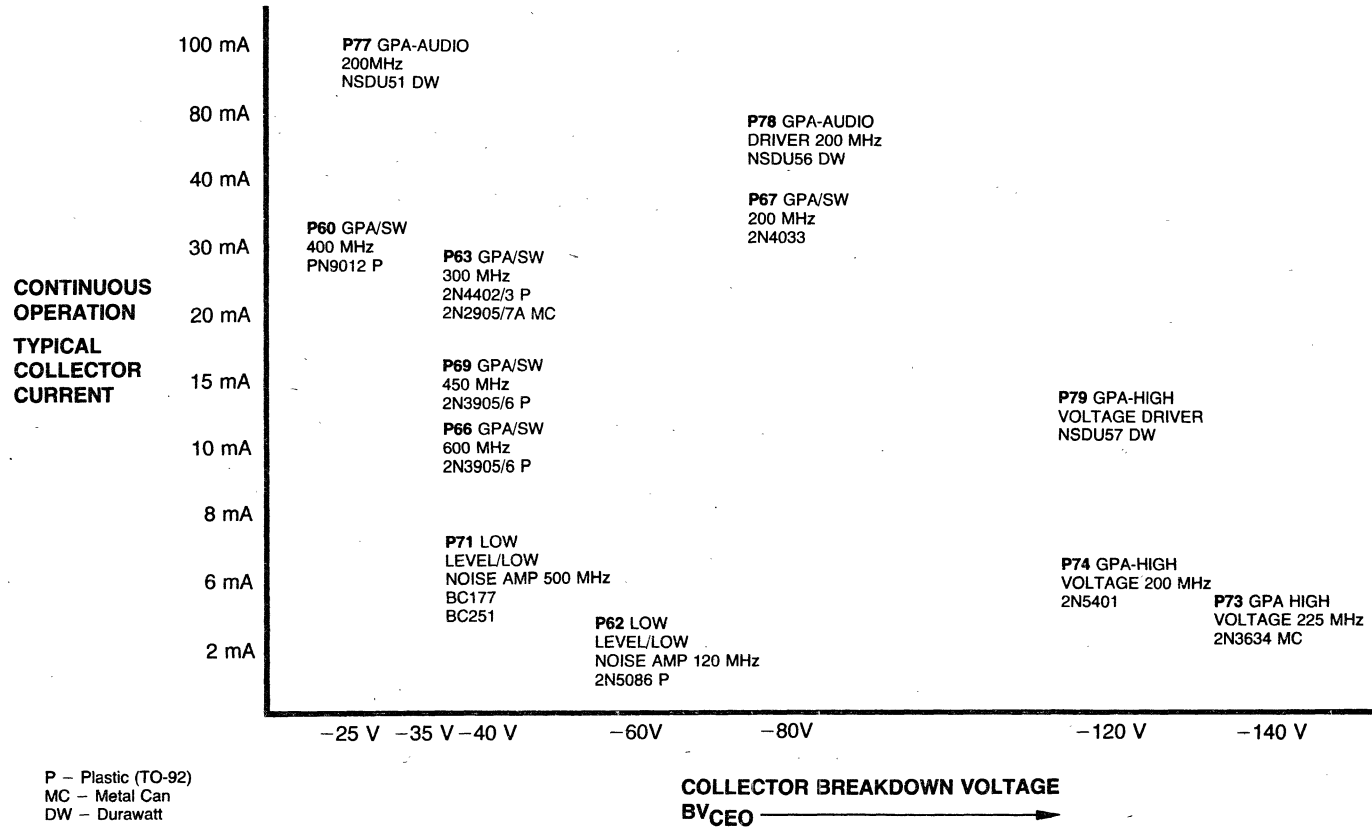 100 mA
80 mA
40 mA
30 mA
20 mA
15 mA
10 mA
8 mA
6 mA
2 mA
CONTINUOUS
OPERATION
TYPICAL
COLLECTOR
CURRENT
P77 GPA-AUDIO
200MHz
NSDU51 DW
P78 GPA-AUDIO
DRIVER 200 MHz
NSDU56 DW
P67 GPA/SW
200 MHz
2N4033
P60 GPA/SW
400 MHz
PN9012 P
P63 GPA/SW
300 MHz
2N4402/3 P
2N2905/7A MC
P69 GPA/SW
450 MHz
2N3905/6 P
P66 GPA/SW
600 MHz
2N3905/6 P
P79 GPA-HIGH
VOLTAGE DRIVER
NSDU57 DW
P71 LOW
LEVEL/LOW
NOISE AMP 500 MHz
BC177
BC251
P62 LOW
LEVEL/LOW
NOISE AMP 120 MHz
2N5086 P
P74 GPA-HIGH
VOLTAGE 200 MHz
2N5401
P73 GPA HIGH
VOLTAGE 225 MHz
2N3634 MC
−25 V −35 V −40 V −60V −80V −120 V −140 V
P – Plastic (TO-92)
MC – Metal Can
DW – Durawatt
COLLECTOR BREAKDOWN VOLTAGE
BVCEO